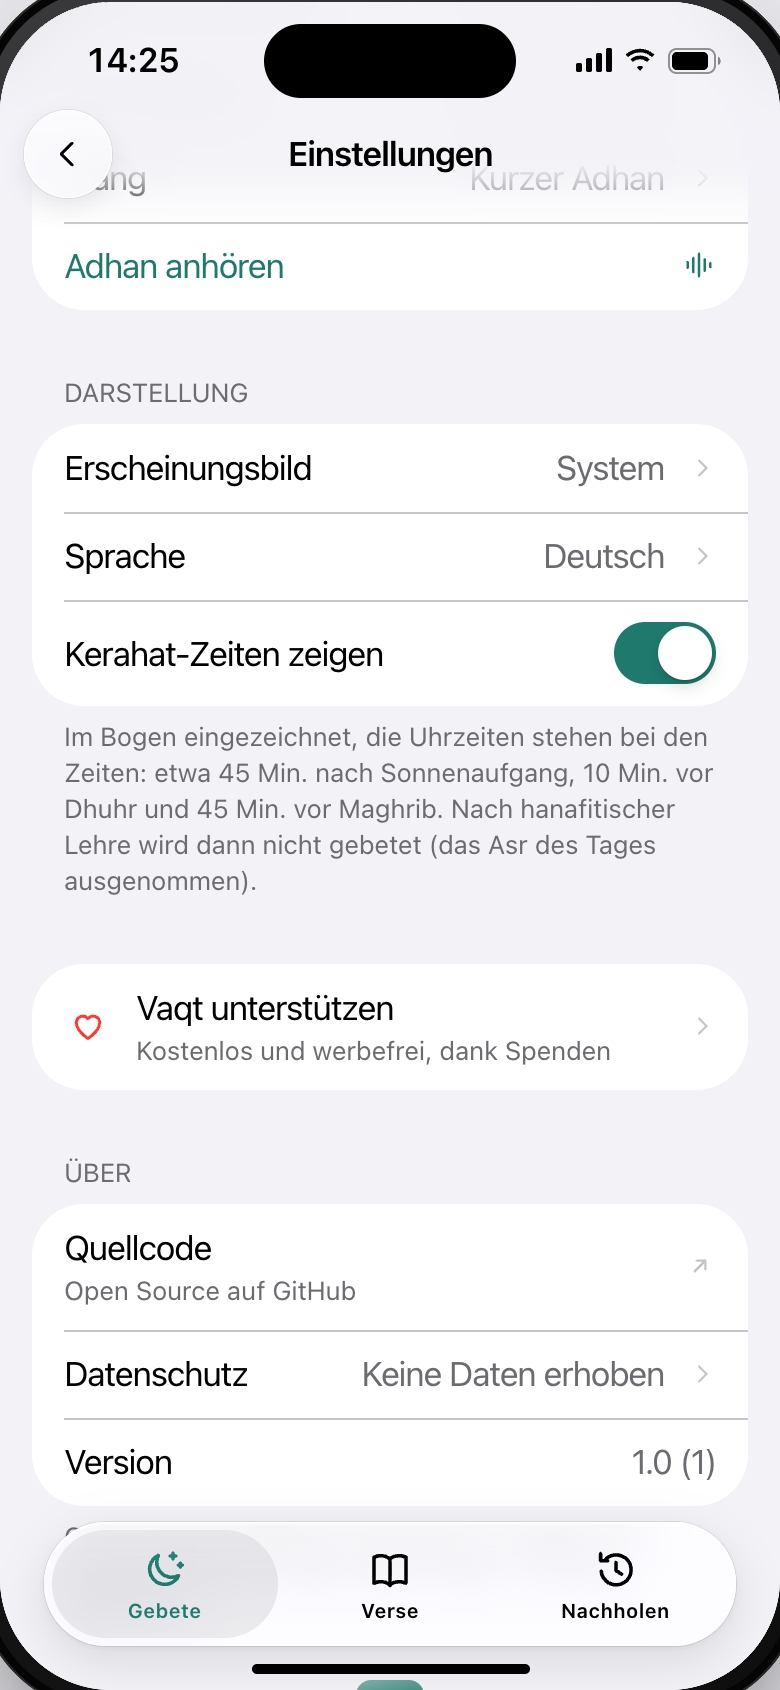 14:25
Einstellungen
ang Kurzer Adhan
Adhan anhören
DARSTELLUNG
Erscheinungsbild System
Sprache Deutsch
Kerahat-Zeiten zeigen
Im Bogen eingezeichnet, die Uhrzeiten stehen bei den
Zeiten: etwa 45 Min. nach Sonnenaufgang, 10 Min. vor
Dhuhr und 45 Min. vor Maghrib. Nach hanafitischer
Lehre wird dann nicht gebetet (das Asr des Tages
ausgenommen).
Vaqt unterstützen
Kostenlos und werbefrei, dank Spenden
ÜBER
Quellcode
Open Source auf GitHub
Datenschutz Keine Daten erhoben
Version 1.0 (1)
Gebete Verse Nachholen